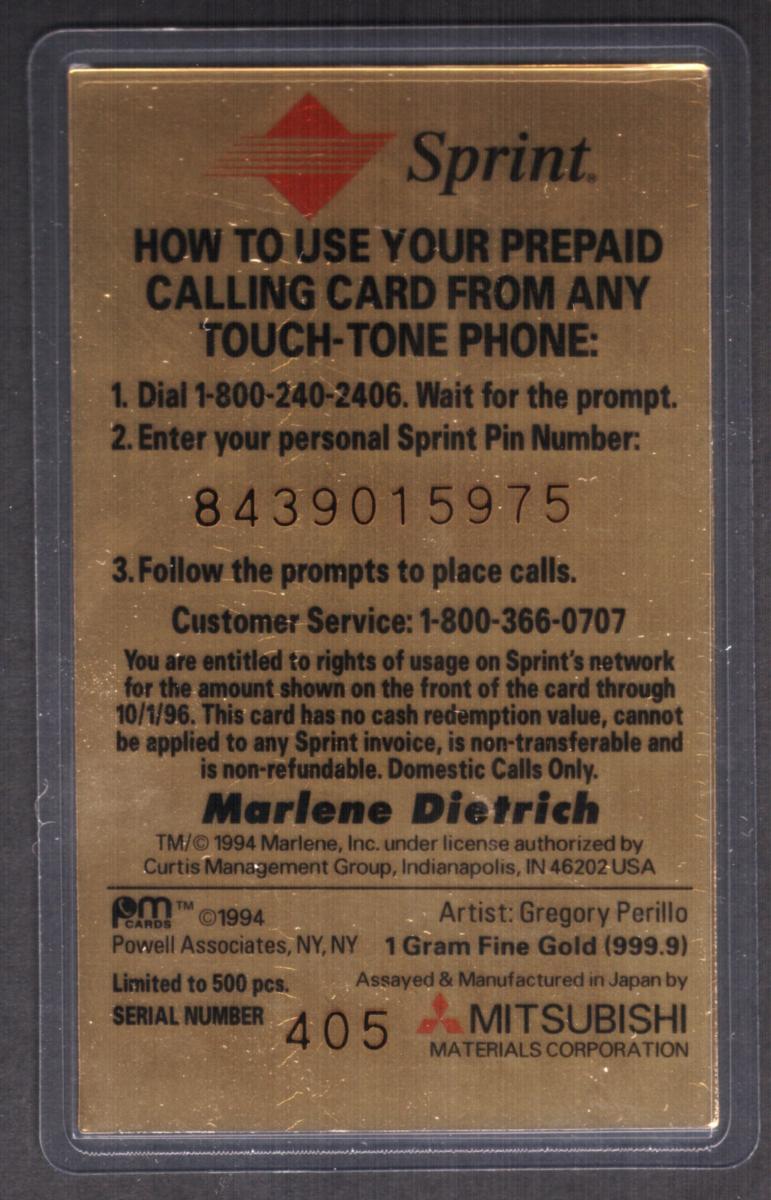 Sprint®
HOW TO USE YOUR PREPAID
CALLING CARD FROM ANY
TOUCH-TONE PHONE:
1. Dial 1-800-240-2406. Wait for the prompt.
2. Enter your personal Sprint Pin Number:
8439015975
3. Follow the prompts to place calls.
Customer Service: 1-800-366-0707
You are entitled to rights of usage on Sprint's network
for the amount shown on the front of the card through
10/1/96. This card has no cash redemption value, cannot
be applied to any Sprint invoice, is non-transferable and
is non-refundable. Domestic Calls Only.
Marlene Dietrich
TM/© 1994 Marlene, Inc. under license authorized by
Curtis Management Group, Indianapolis, IN 46202 USA
pm CARDS ™ ©1994
Powell Associates, NY, NY
Limited to 500 pcs.
SERIAL NUMBER 405
Artist: Gregory Perillo
1 Gram Fine Gold (999.9)
Assayed & Manufactured in Japan by
MITSUBISHI
MATERIALS CORPORATION